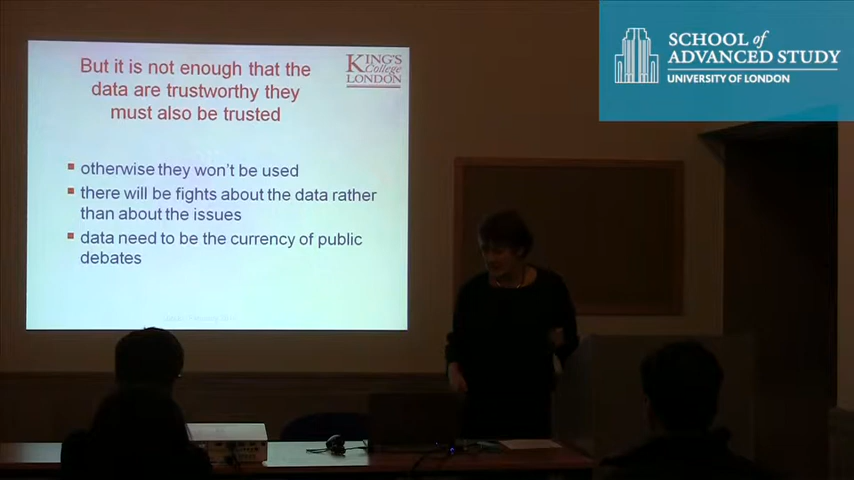 But it is not enough that the
data are trustworthy they
must also be trusted
KING'S
College
LONDON
otherwise they won't be used
there will be fights about the data rather
than about the issues
data need to be the currency of public
debates
SCHOOL of
ADVANCED STUDY
UNIVERSITY OF LONDON